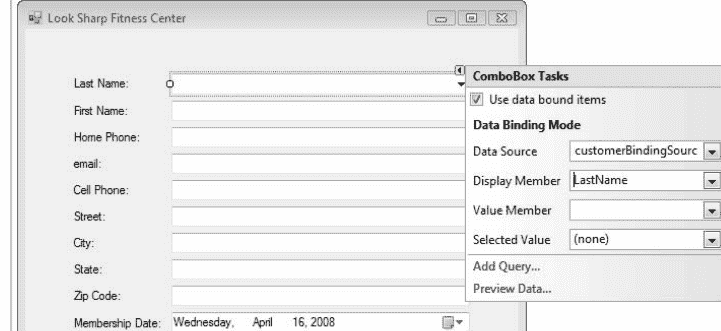 Look Sharp Fitness Center
Last Name:
First Name:
Home Phone:
email:
Cell Phone:
Street:
City:
State:
Zip Code:
Membership Date: Wednesday, April 16, 2008
ComboBox Tasks
Use data bound items
Data Binding Mode
Data Source customerBindingSourc
Display Member LastName
Value Member
Selected Value (none)
Add Query...
Preview Data...